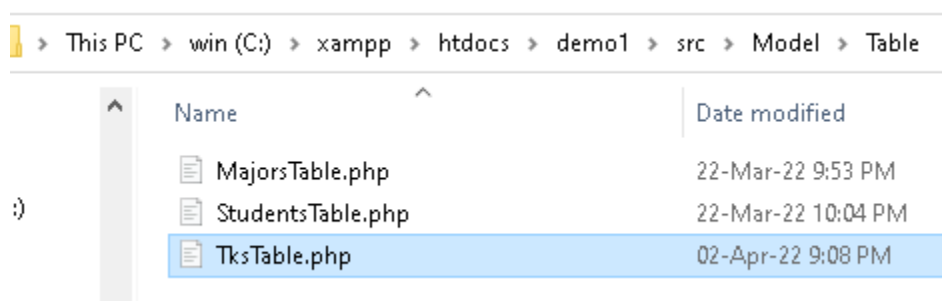 This PC > win (C:) > xampp > htdocs > demo1 > src > Model > Table
Name Date modified
MajorsTable.php 22-Mar-22 9:53 PM
:) StudentsTable.php 22-Mar-22 10:04 PM
TksTable.php 02-Apr-22 9:08 PM